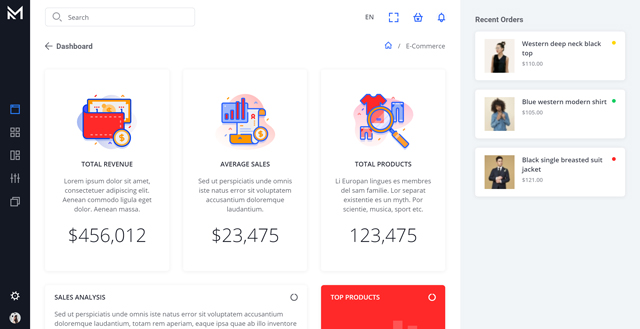 Search
EN
Dashboard
/ E-Commerce
TOTAL REVENUE
Lorem ipsum dolor sit amet,
consectetuer adipiscing elit.
Aenean commodo ligula eget
dolor. Aenean massa.
$456,012
AVERAGE SALES
Sed ut perspiciatis unde omnis
iste natus error sit voluptatem
accusantium doloremque
laudantium.
$23,475
TOTAL PRODUCTS
Li Europan lingues es membres
del sam familie. Lor separat
existentie es un myth. Por
scientie, musica, sport etc.
123,475
SALES ANALYSIS
Sed ut perspiciatis unde omnis iste natus error sit voluptatem accusantium
doloremque laudantium, totam rem aperiam, eaque ipsa quae ab illo inventore
TOP PRODUCTS
Recent Orders
Western deep neck black
top
$110.00
Blue western modern shirt
$105.00
Black single breasted suit
jacket
$121.00